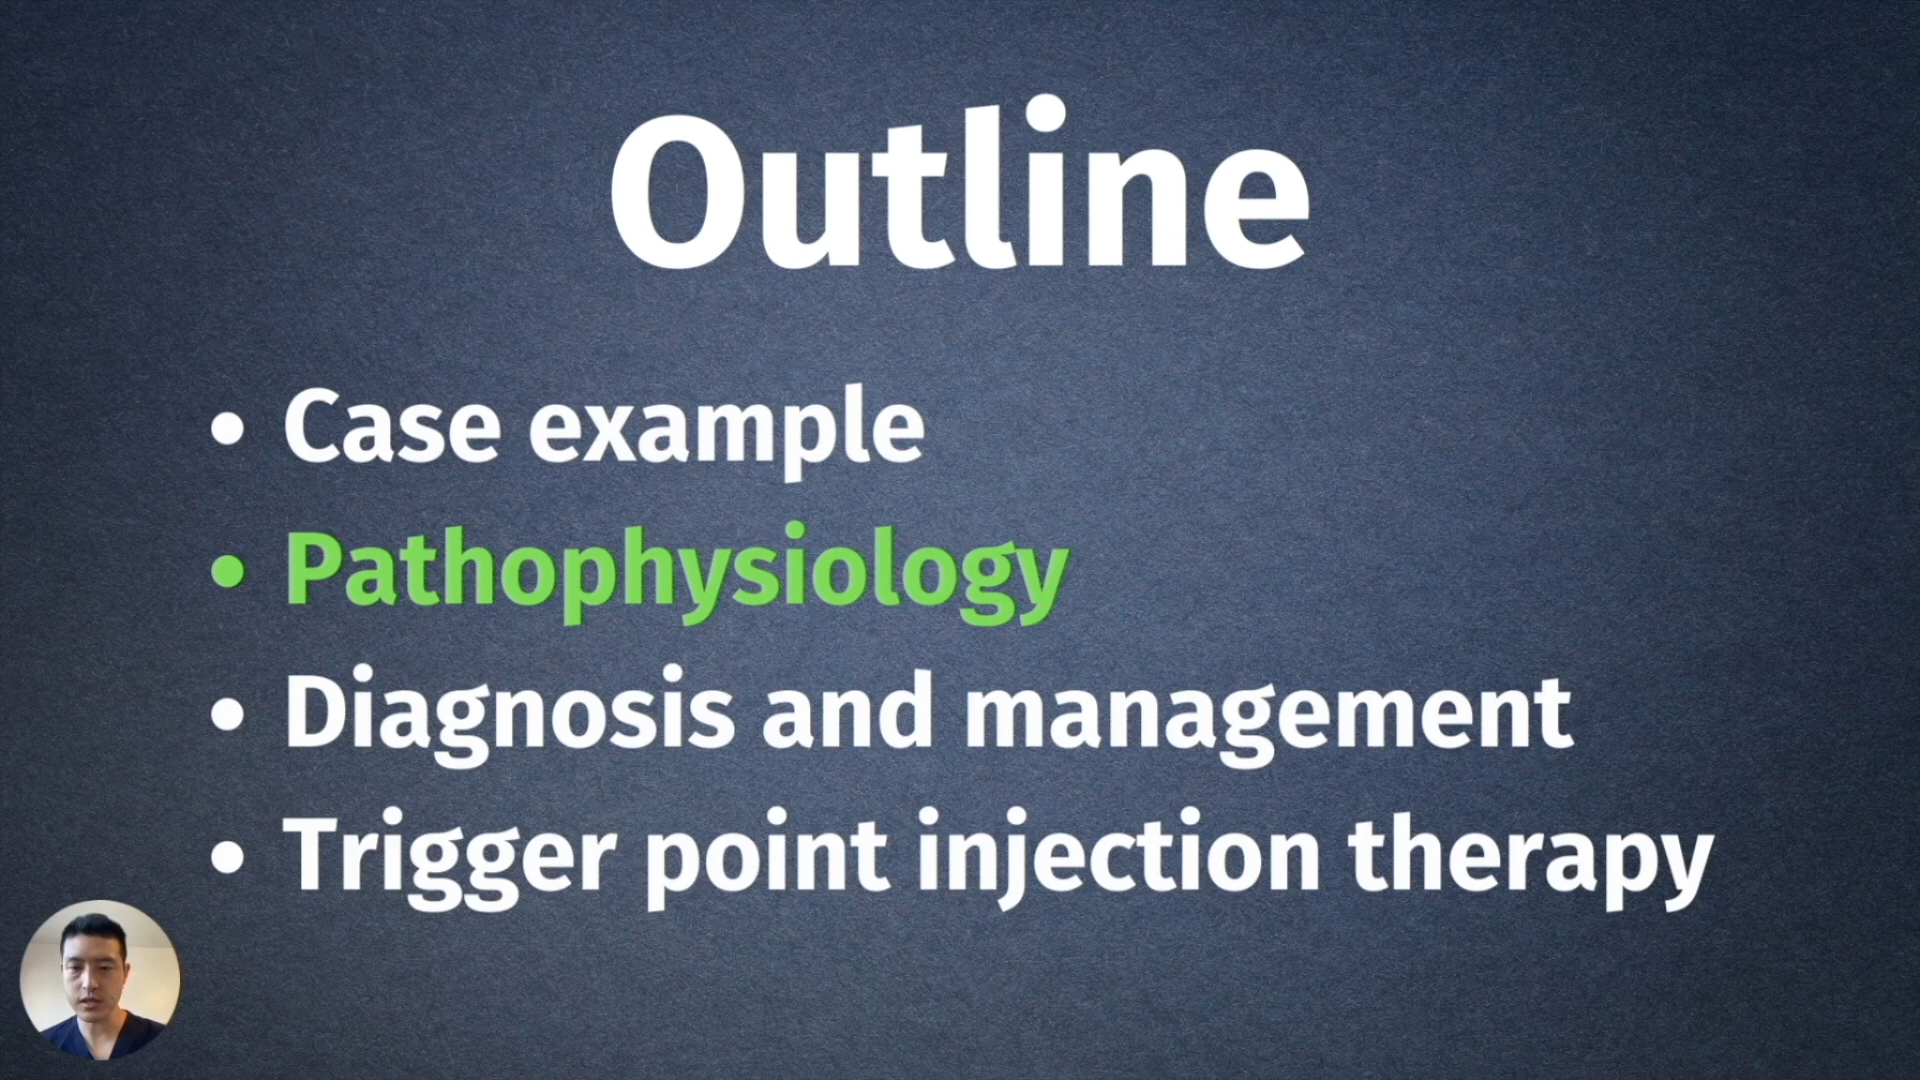 Outline
• Case example
• Pathophysiology
• Diagnosis and management
• Trigger point injection therapy